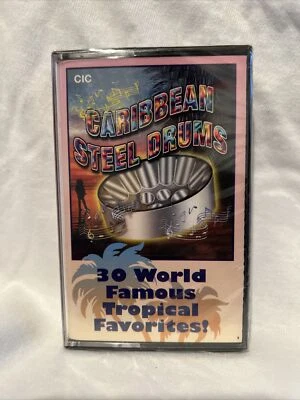 CIC
CARIBBEAN
STEEL DRUMS
30 World
Famous
Tropical
Favorites!